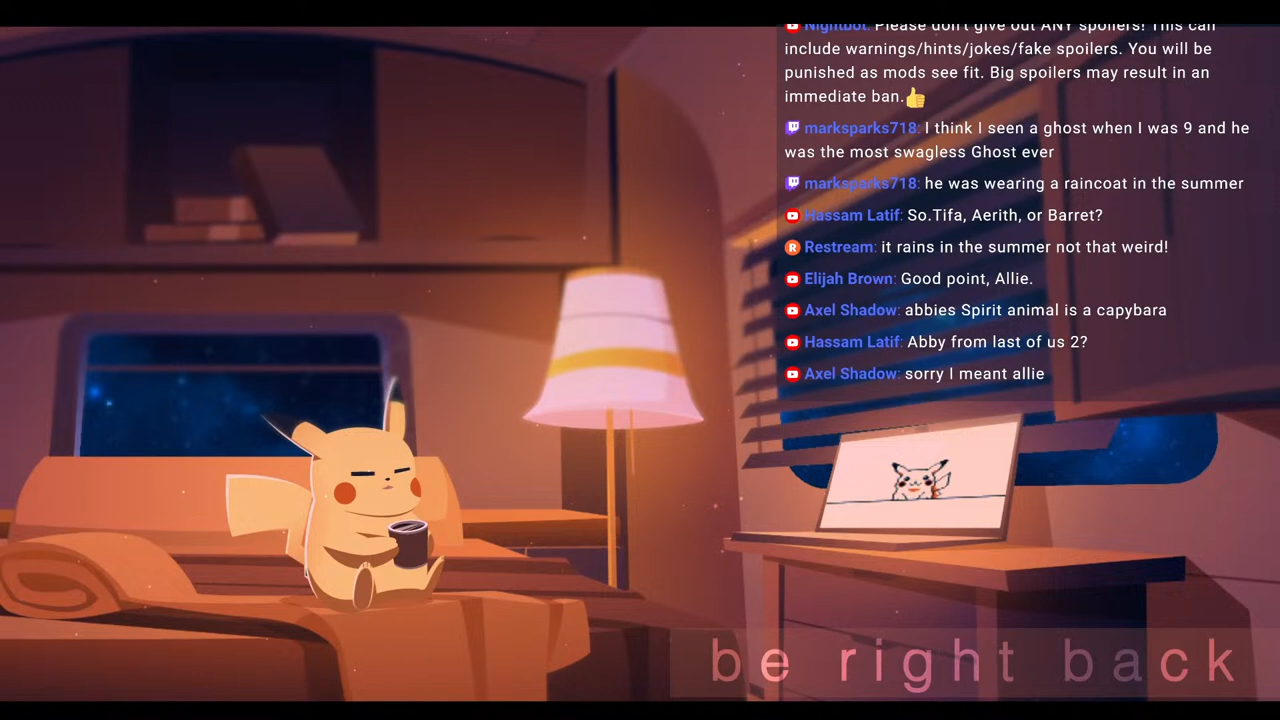 Nightbot: Please don't give out ANY spoilers! This can
include warnings/hints/jokes/fake spoilers. You will be
punished as mods see fit. Big spoilers may result in an
immediate ban.👍
marksparks718: I think I seen a ghost when I was 9 and he
was the most swagless Ghost ever
marksparks718: he was wearing a raincoat in the summer
Hassam Latif: So.Tifa, Aerith, or Barret?
R Restream: it rains in the summer not that weird!
Elijah Brown: Good point, Allie.
Axel Shadow: abbies Spirit animal is a capybara
Hassam Latif: Abby from last of us 2?
Axel Shadow: sorry I meant allie
be right back